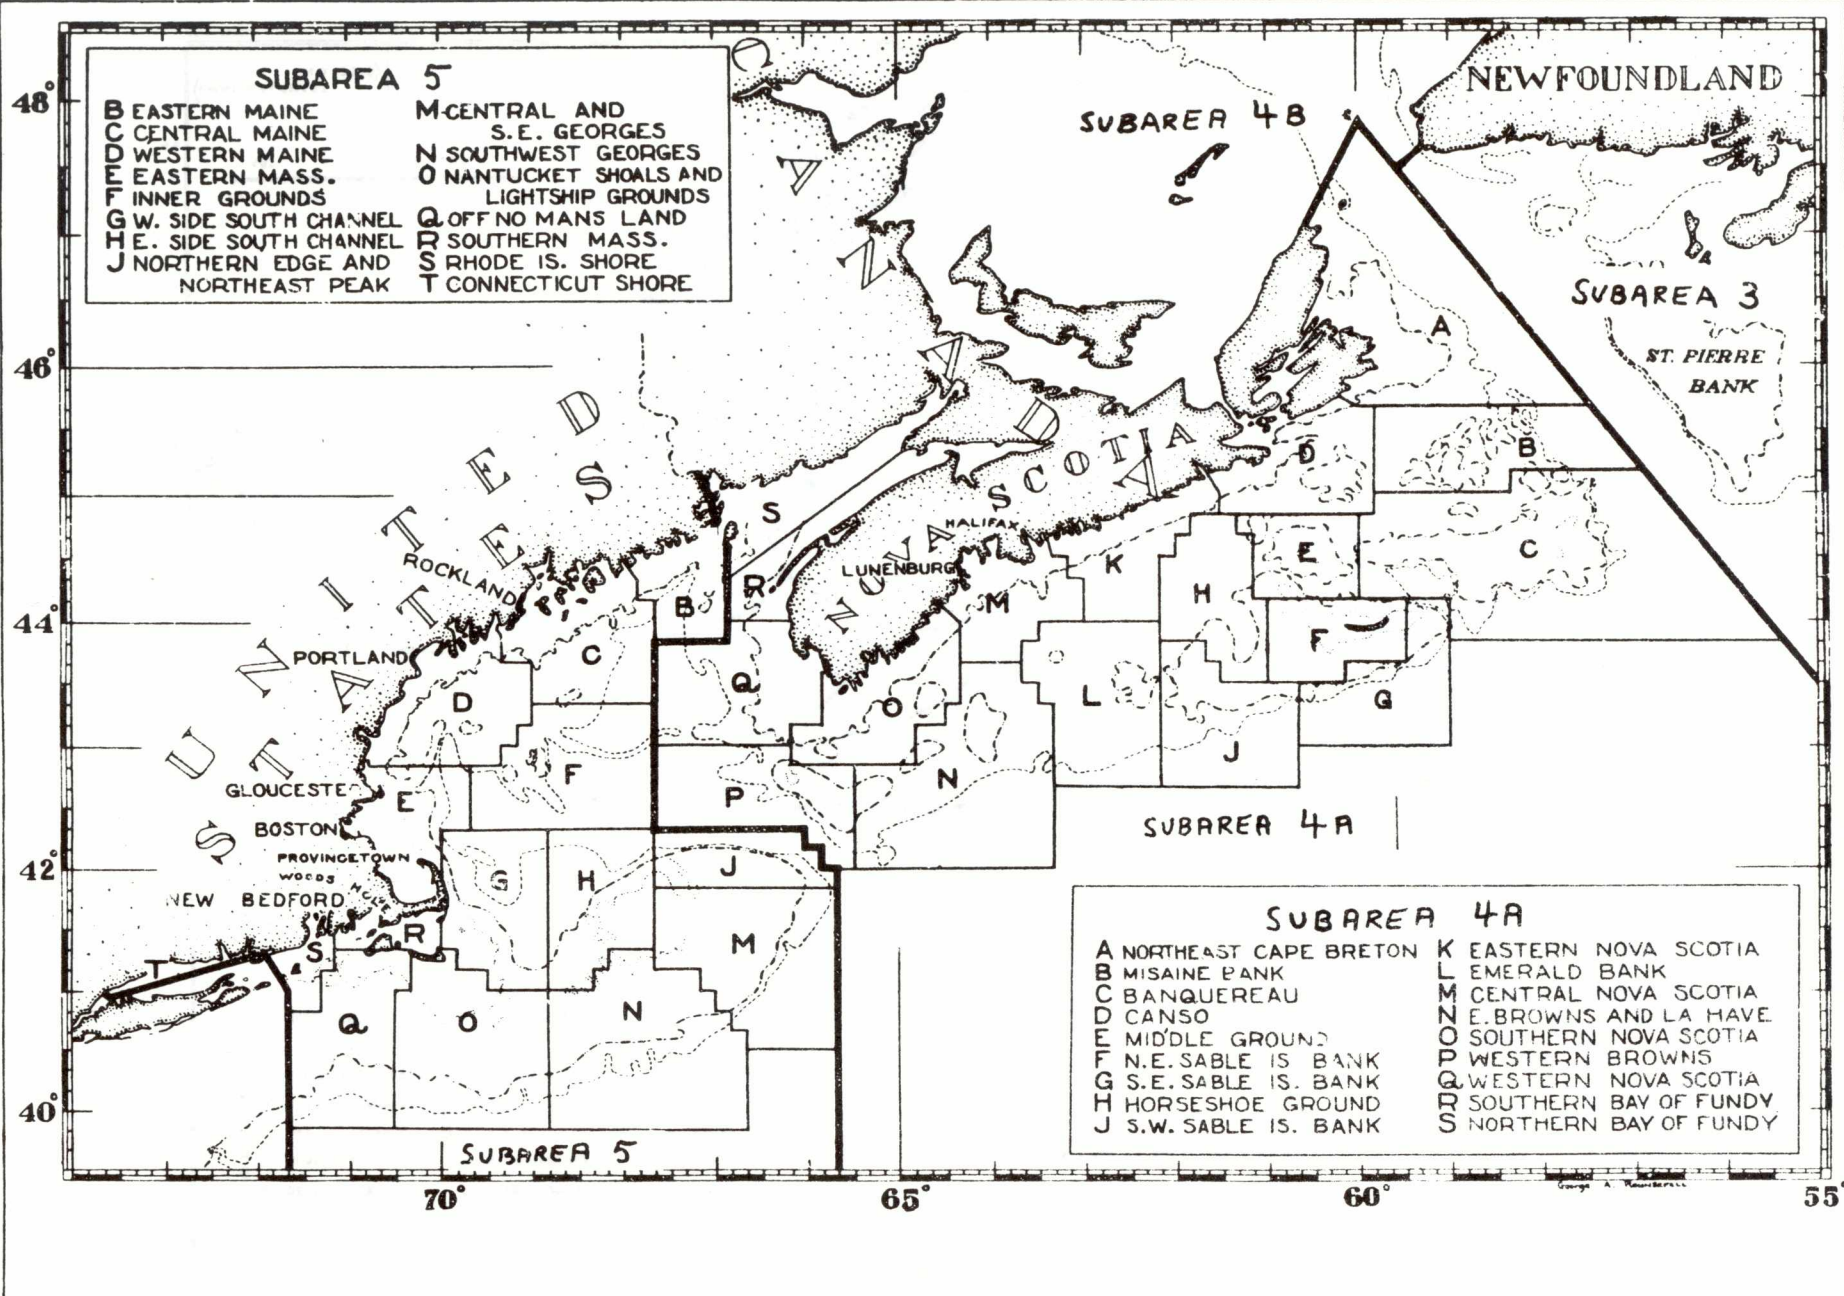 SUBAREA 5
B EASTERN MAINE
C CENTRAL MAINE
D WESTERN MAINE
E EASTERN MASS.
F INNER GROUNDS
G W. SIDE SOUTH CHANNEL
H E. SIDE SOUTH CHANNEL
J NORTHERN EDGE AND
NORTHEAST PEAK
M-CENTRAL AND
S.E. GEORGES
N SOUTHWEST GEORGES
O NANTUCKET SHOALS AND
LIGHTSHIP GROUNDS
Q OFF NO MANS LAND
R SOUTHERN MASS.
S RHODE IS. SHORE
T CONNECTICUT SHORE
CANADA
NEWFOUNDLAND
SUBAREA 4B
SUBAREA 3
ST. PIERRE
BANK
UNITED
STATES
NOVA SCOTIA
HALIFAX
LUNENBURG
ROCKLAND
PORTLAND
GLOUCESTE
BOSTON
PROVINCETOWN
WOODS HOLE
NEW BEDFORD
A
B
C
D
E
F
G
H
J
K
L
M
N
O
P
Q
R
S
B
C
D
E
F
G
H
J
M
N
O
Q
R
S
T
SUBAREA 4A
SUBAREA 5
SUBAREA 4A
A NORTHEAST CAPE BRETON
B MISAINE BANK
C BANQUEREAU
D CANSO
E MIDDLE GROUND
F N.E. SABLE IS. BANK
G S.E. SABLE IS. BANK
H HORSESHOE GROUND
J S.W. SABLE IS. BANK
K EASTERN NOVA SCOTIA
L EMERALD BANK
M CENTRAL NOVA SCOTIA
N E. BROWNS AND LA HAVE
O SOUTHERN NOVA SCOTIA
P WESTERN BROWNS
Q WESTERN NOVA SCOTIA
R SOUTHERN BAY OF FUNDY
S NORTHERN BAY OF FUNDY
48°
46°
44°
42°
40°
70°
65°
60°
55°
George A.